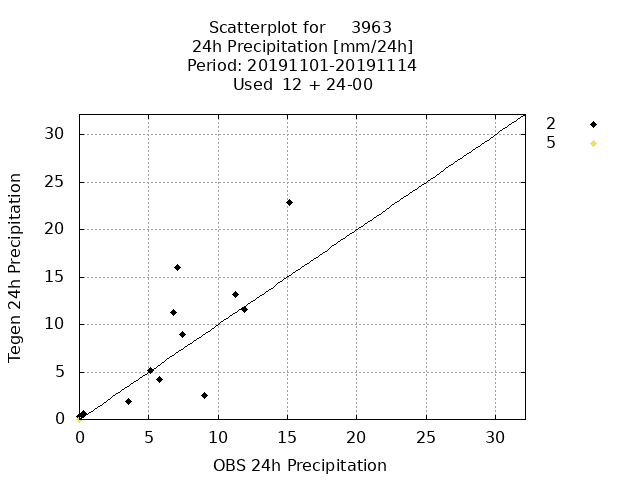 Scatterplot for 3963
24h Precipitation [mm/24h]
Period: 20191101-20191114
Used 12 + 24-00
2
5
30
25
20
15
10
5
0
Tegen 24h Precipitation
0 5 10 15 20 25 30
OBS 24h Precipitation